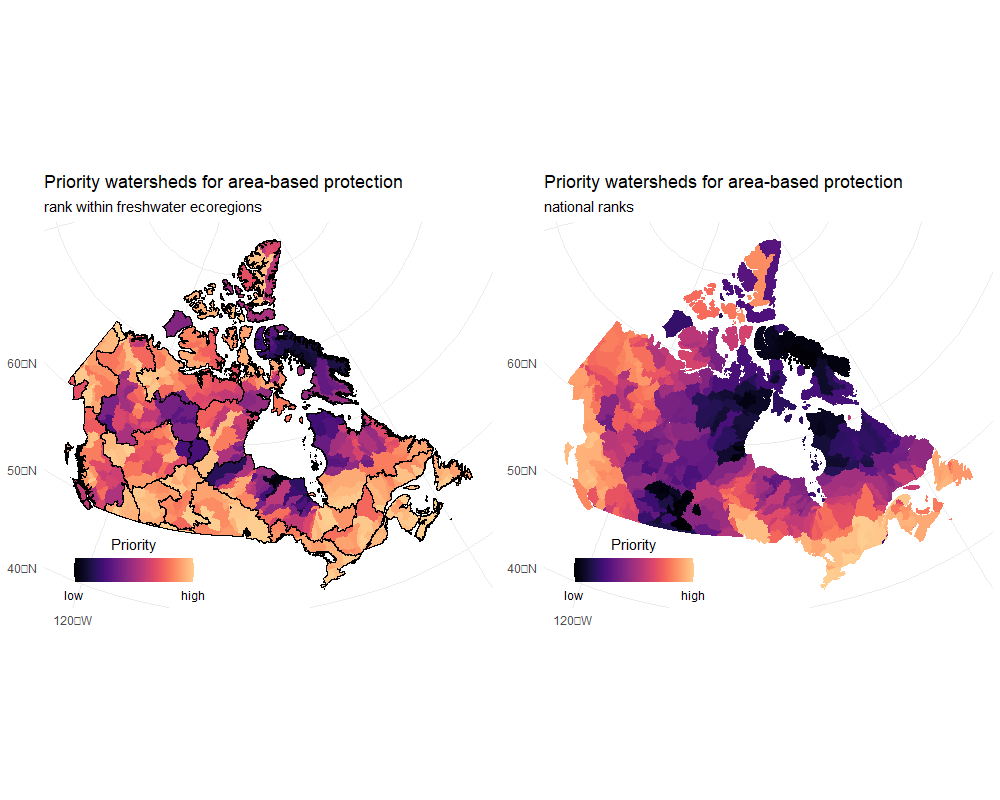 Priority watersheds for area-based protection
rank within freshwater ecoregions
60□N
50□N
40□N
Priority
low high
120□W
Priority watersheds for area-based protection
national ranks
60□N
50□N
40□N
Priority
low high
120□W